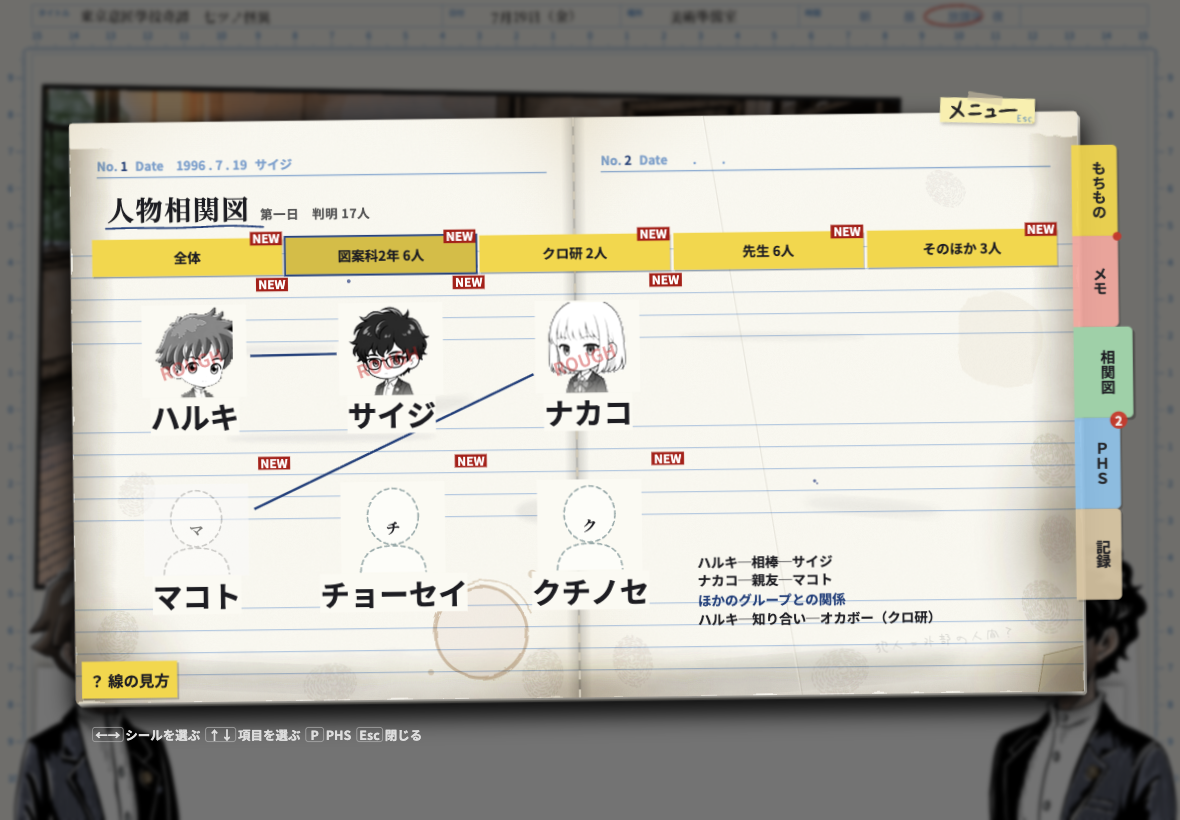 7月19日（金）
メニュー
Esc
No. 1 Date 1996 . 7 . 19 サイジ
No. 2 Date . .
人物相関図 第一日 判明 17人
全体 NEW
図案科2年 6人 NEW
クロ研 2人 NEW
先生 6人 NEW
そのほか 3人 NEW
もちもの
メモ
相関図
2
PHS
記録
NEW
NEW
NEW
ROUGH
ROUGH
ROUGH
ハルキ
サイジ
ナカコ
NEW
NEW
NEW
マ
チ
ク
マコト
チョーセイ
クチノセ
ハルキ─相棒─サイジ
ナカコ─親友─マコト
ほかのグループとの関係
ハルキ─知り合い─オカボー（クロ研）
? 線の見方
←→ シールを選ぶ ↑↓ 項目を選ぶ P PHS Esc 閉じる